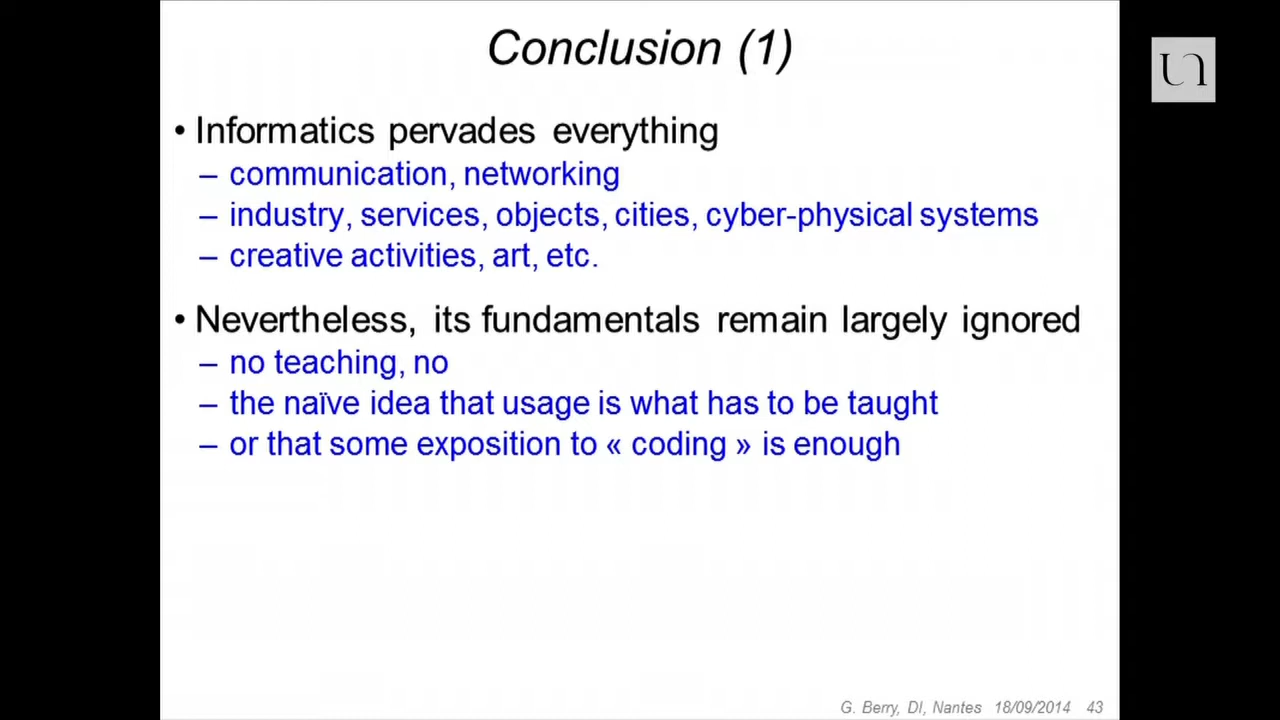 Conclusion (1)
• Informatics pervades everything
– communication, networking
– industry, services, objects, cities, cyber-physical systems
– creative activities, art, etc.
• Nevertheless, its fundamentals remain largely ignored
– no teaching, no
– the naïve idea that usage is what has to be taught
– or that some exposition to « coding » is enough
G. Berry, DI, Nantes 18/09/2014 43